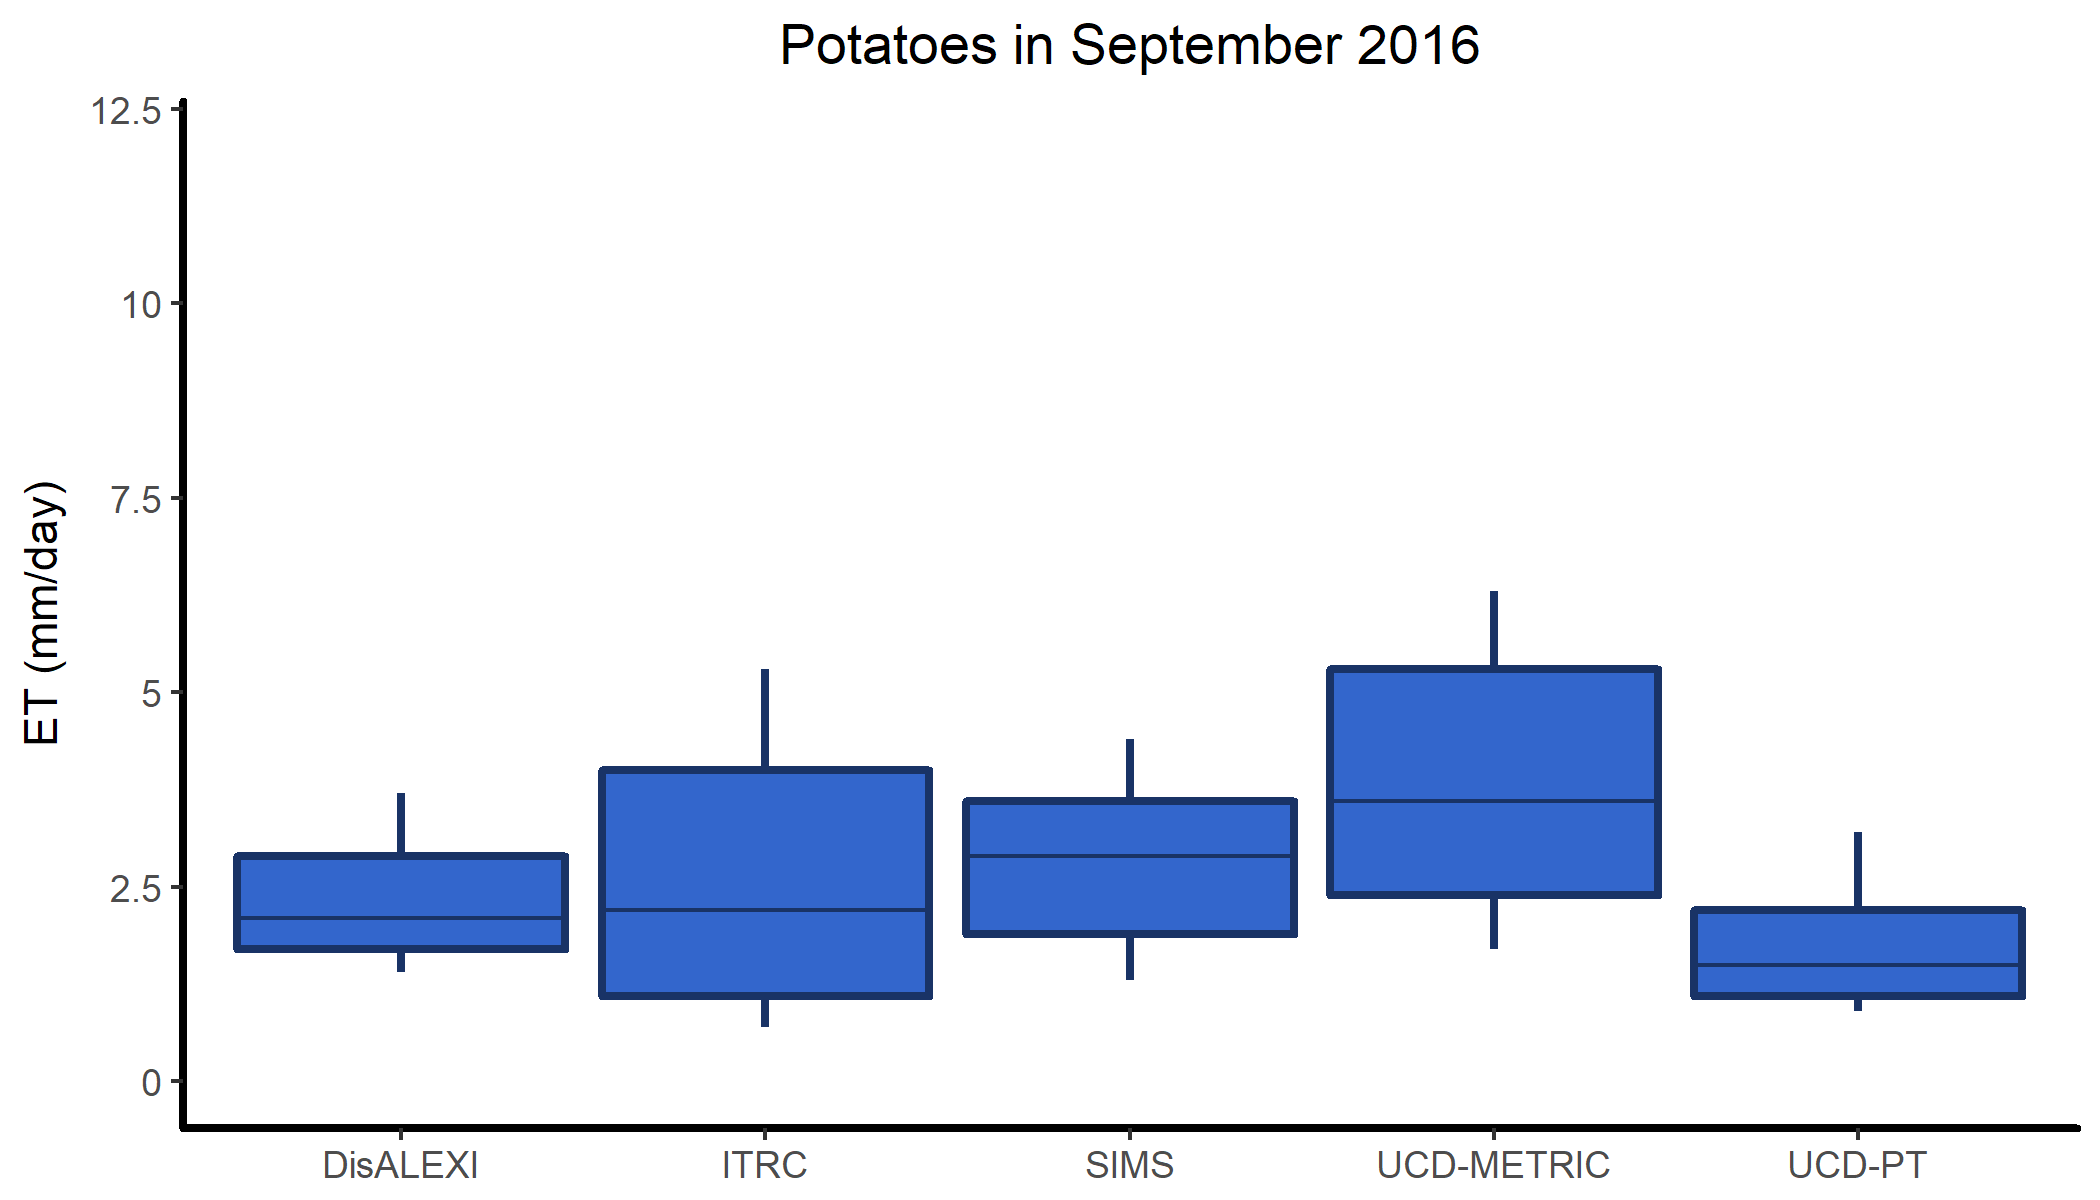 Potatoes in September 2016
ET (mm/day)
12.5
10
7.5
5
2.5
0
DisALEXI
ITRC
SIMS
UCD-METRIC
UCD-PT